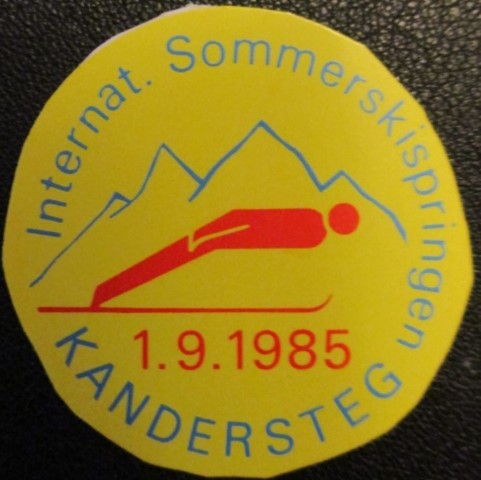 Internat. Sommerskispringen
1.9.1985
KANDERSTEG